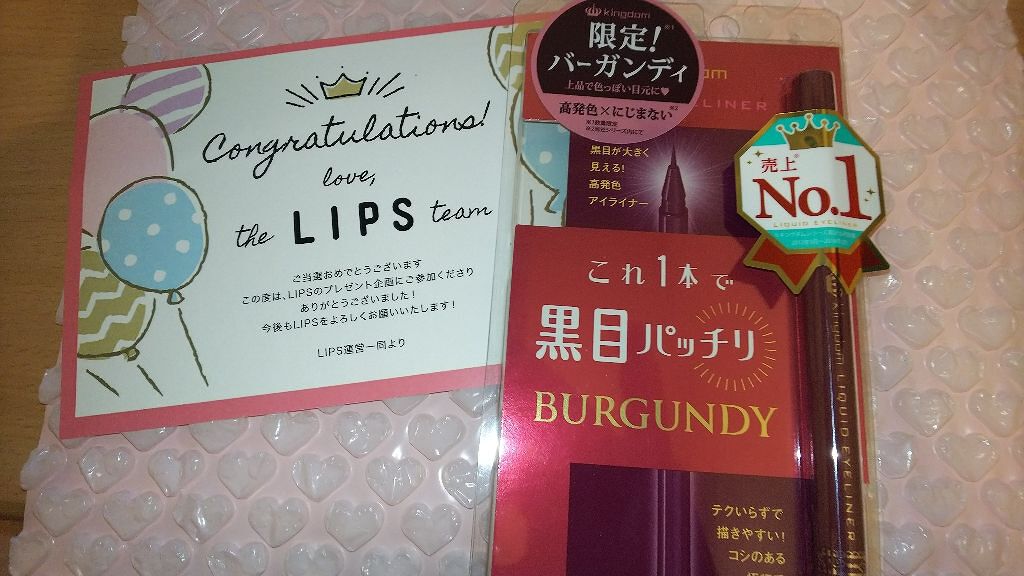 Congratulations!
love,
the LIPS team
ご当選おめでとうございます
この度は、LIPSのプレゼント企画にご参加くださり
ありがとうございました！
今後もLIPSをよろしくお願いいたします！
LIPS運営一同より
kingdom
限定！※1
バーガンディ
上品で色っぽい目元に♥
高発色×にじまない※2
黒目が大きく
見える！
高発色
アイライナー
売上
No.1
LIQUID EYELINER
これ1本で
黒目パッチリ
BURGUNDY
テクいらずで
描きやすい！
コシのある
kingdom LIQUID EYELINER